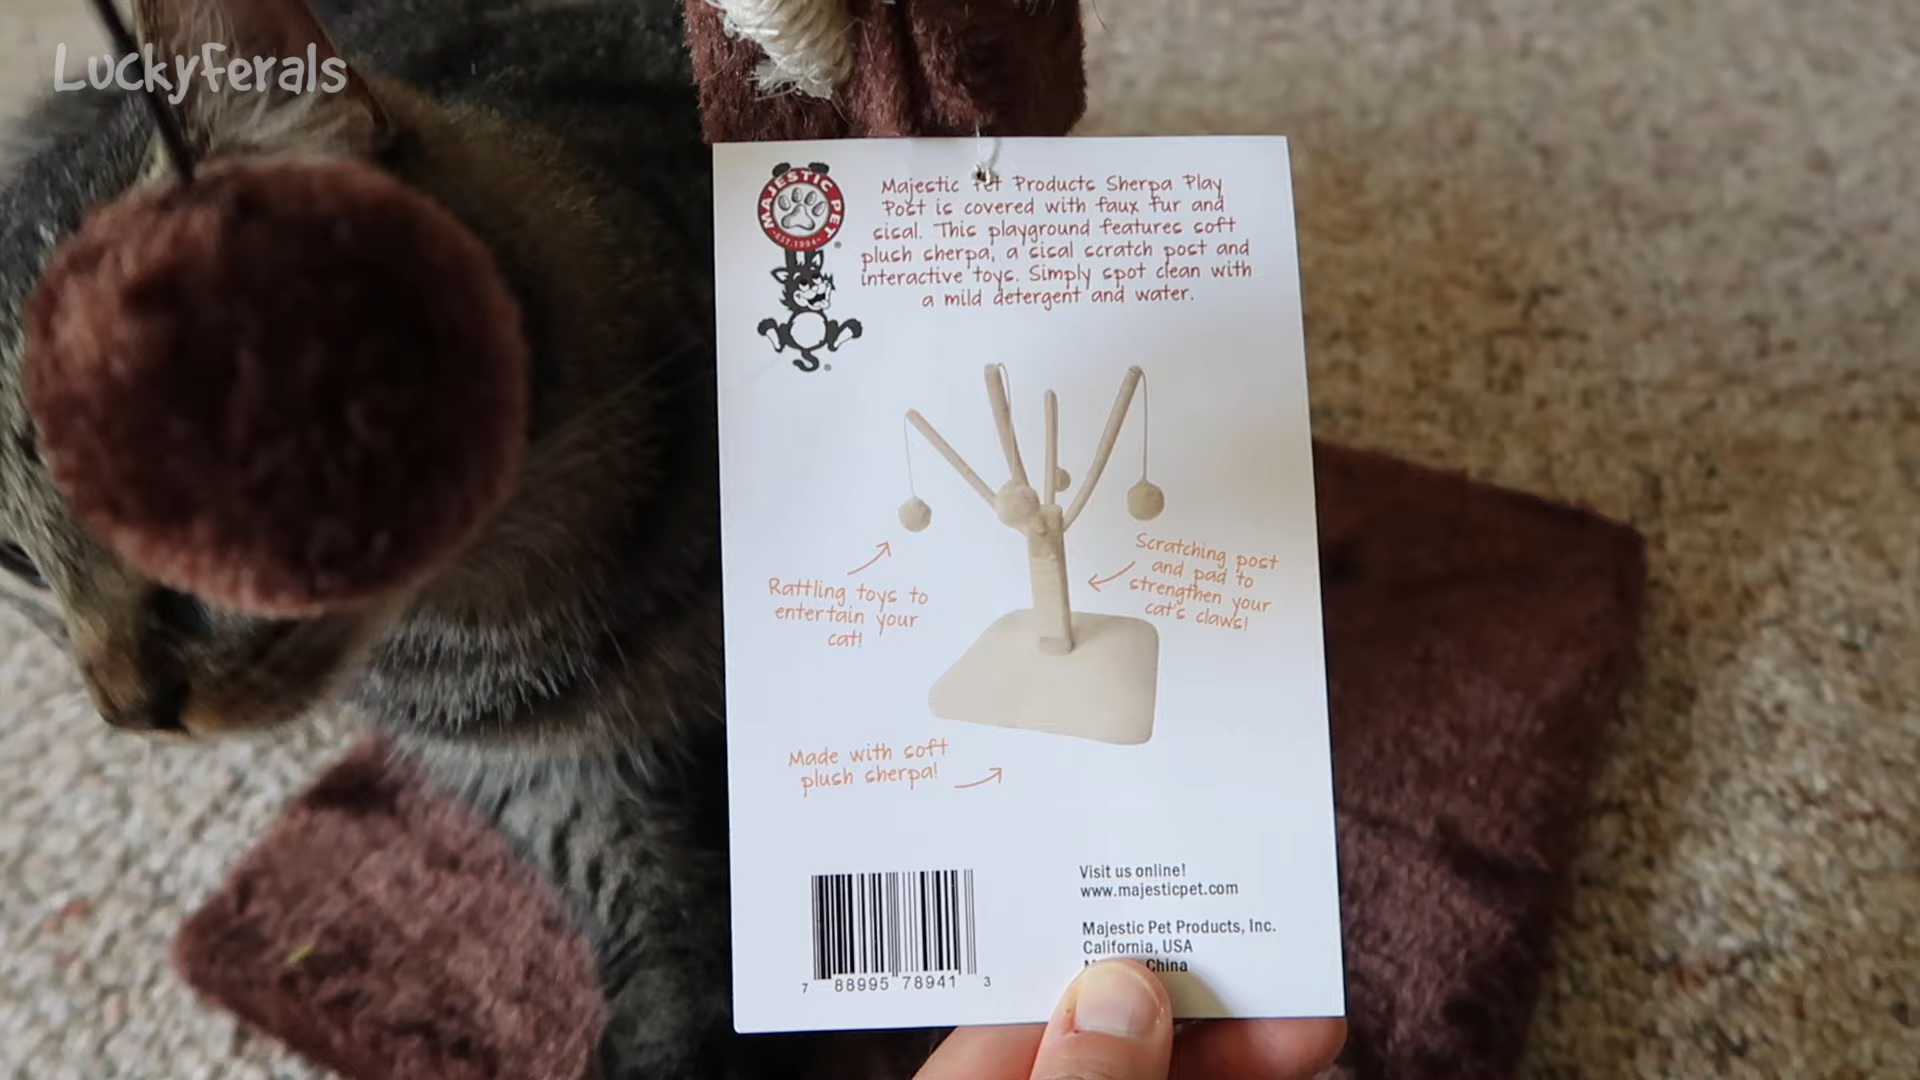 Luckyferals
MAJESTIC PET
EST. 1994
Majestic Pet Products Sherpa Play
Post is covered with faux fur and
sisal. This playground features soft
plush sherpa, a sisal scratch post and
interactive toys. Simply spot clean with
a mild detergent and water.
Scratching post
and pad to
strengthen your
cat's claws!
Rattling toys to
entertain your
cat!
Made with soft
plush sherpa!
Visit us online!
www.majesticpet.com
Majestic Pet Products, Inc.
California, USA
China
7 88995 78941 3